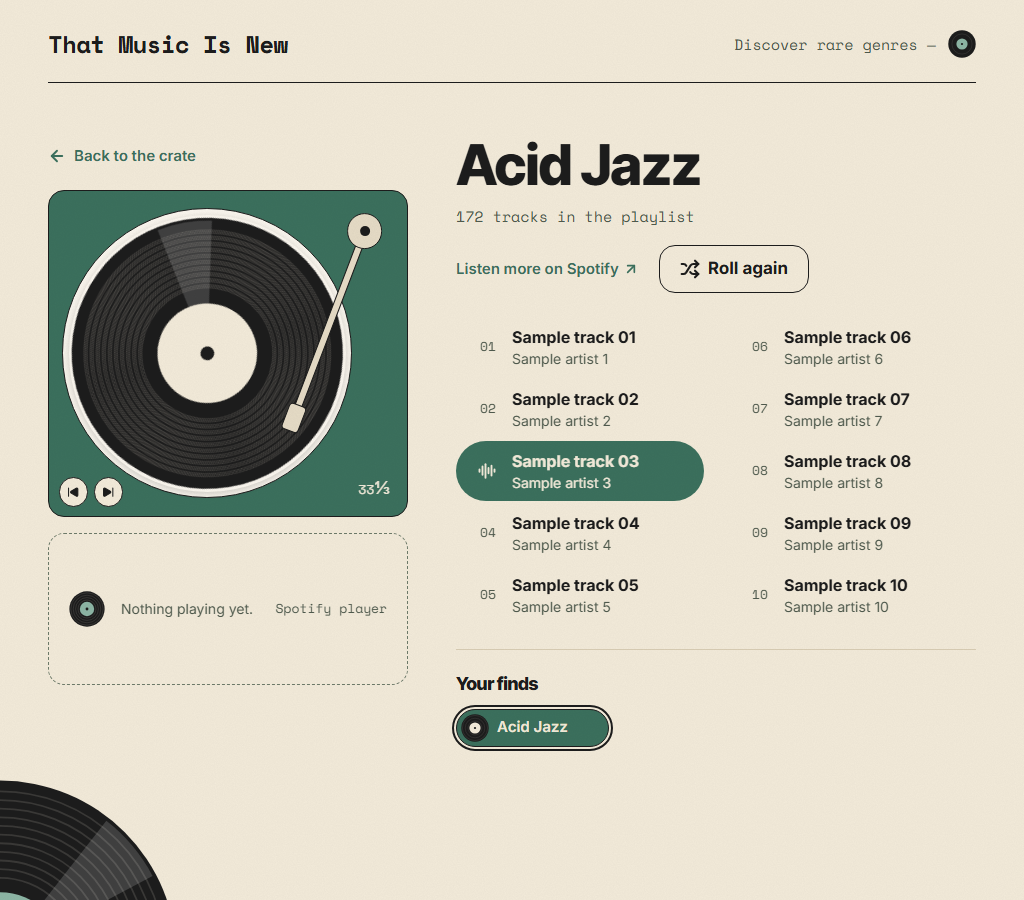 That Music Is New
Discover rare genres —
Back to the crate
33⅓
Nothing playing yet.
Spotify player
Acid Jazz
172 tracks in the playlist
Listen more on Spotify
Roll again
01
Sample track 01
Sample artist 1
02
Sample track 02
Sample artist 2
Sample track 03
Sample artist 3
04
Sample track 04
Sample artist 4
05
Sample track 05
Sample artist 5
06
Sample track 06
Sample artist 6
07
Sample track 07
Sample artist 7
08
Sample track 08
Sample artist 8
09
Sample track 09
Sample artist 9
10
Sample track 10
Sample artist 10
Your finds
Acid Jazz